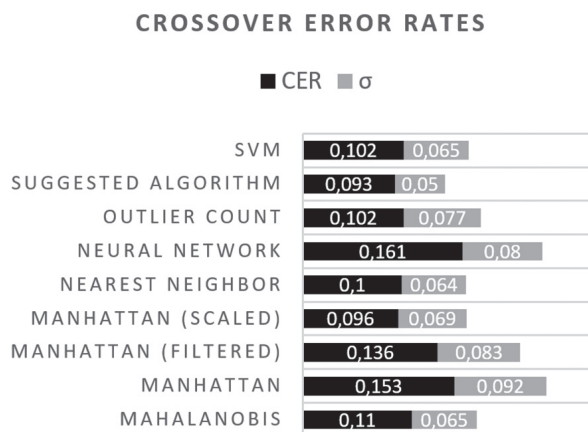 CROSSOVER ERROR RATES
CER σ
SVM 0,102 0,065
SUGGESTED ALGORITHM 0,093 0,05
OUTLIER COUNT 0,102 0,077
NEURAL NETWORK 0,161 0,08
NEAREST NEIGHBOR 0,1 0,064
MANHATTAN (SCALED) 0,096 0,069
MANHATTAN (FILTERED) 0,136 0,083
MANHATTAN 0,153 0,092
MAHALANOBIS 0,11 0,065